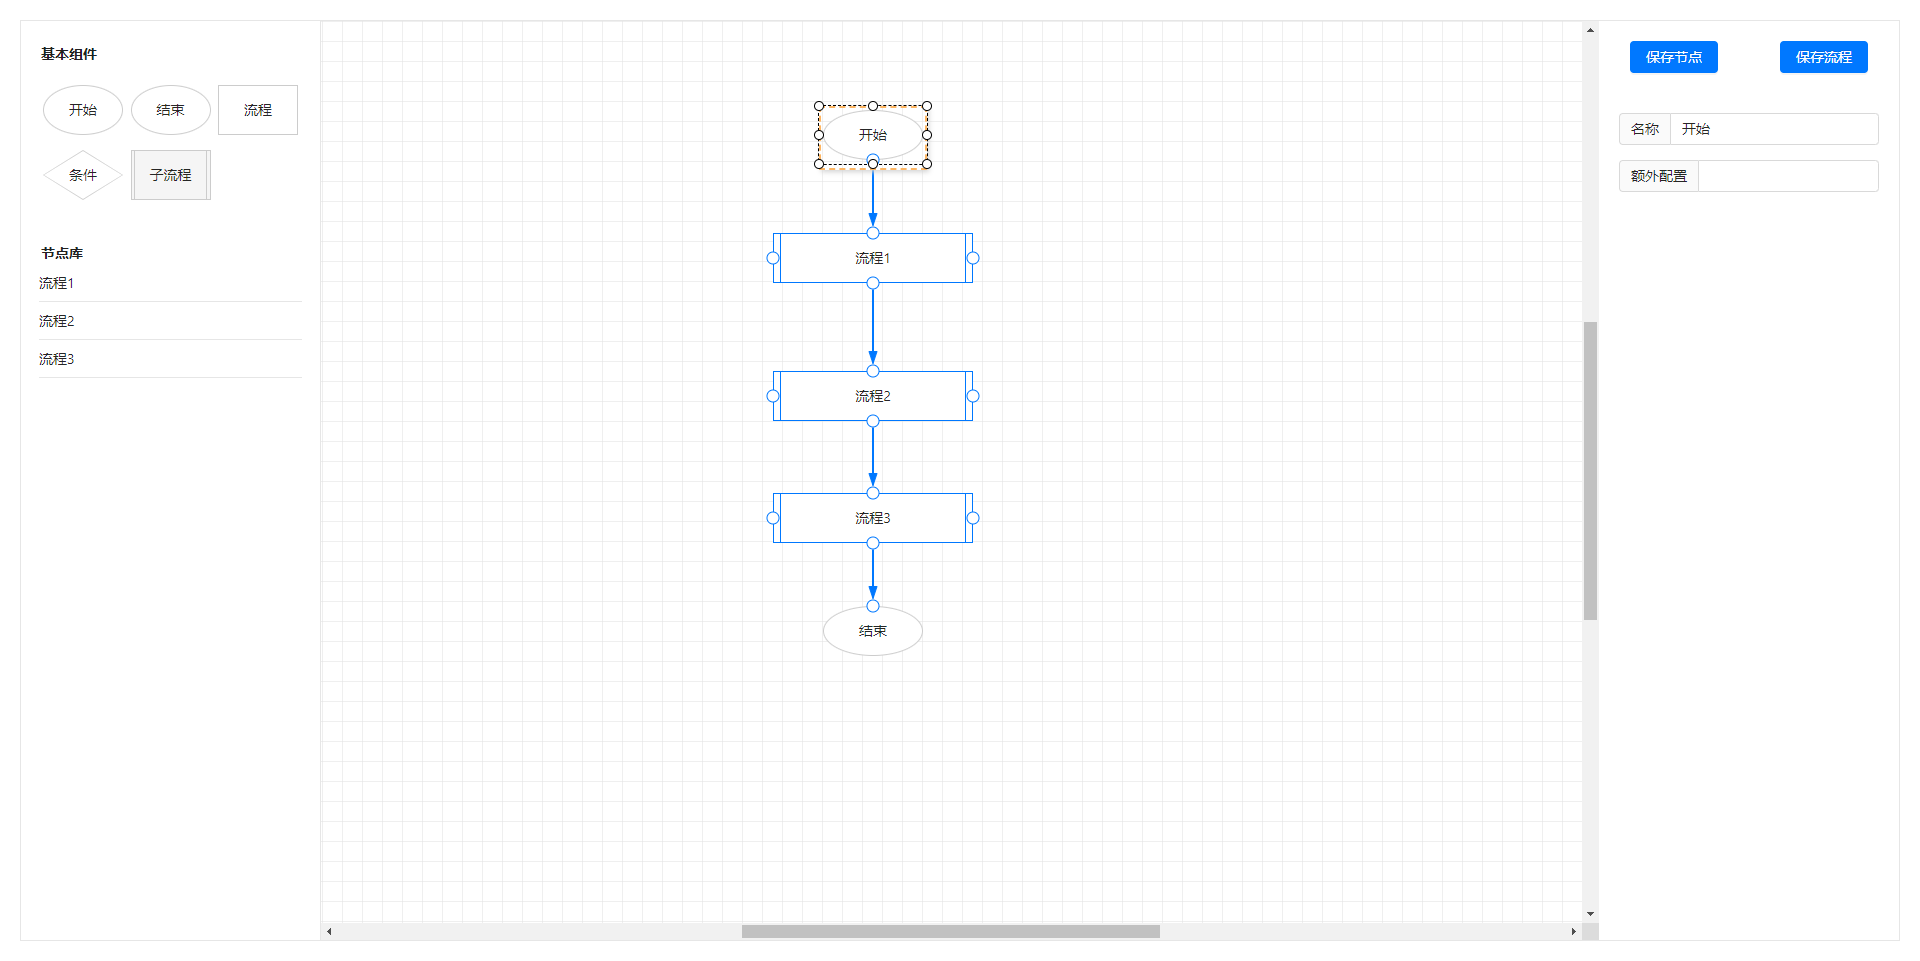 基本组件
开始
结束
流程
条件
子流程
节点库
流程1
流程2
流程3
开始
流程1
流程2
流程3
结束
保存节点
保存流程
名称 开始
额外配置